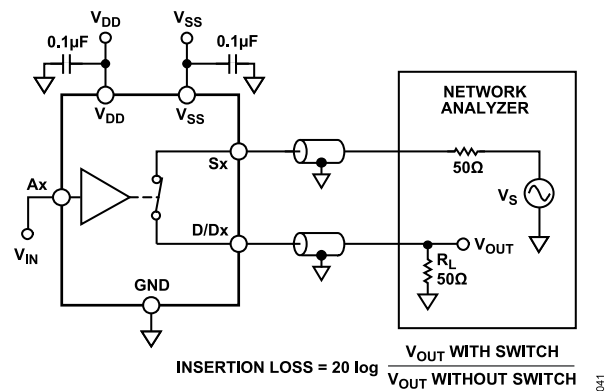 VDD
VSS
0.1µF
0.1µF
VDD
VSS
NETWORK
ANALYZER
Sx
50Ω
Ax
VS
D/Dx
VOUT
VIN
RL
50Ω
GND
INSERTION LOSS = 20 log VOUT WITH SWITCH
VOUT WITHOUT SWITCH
041